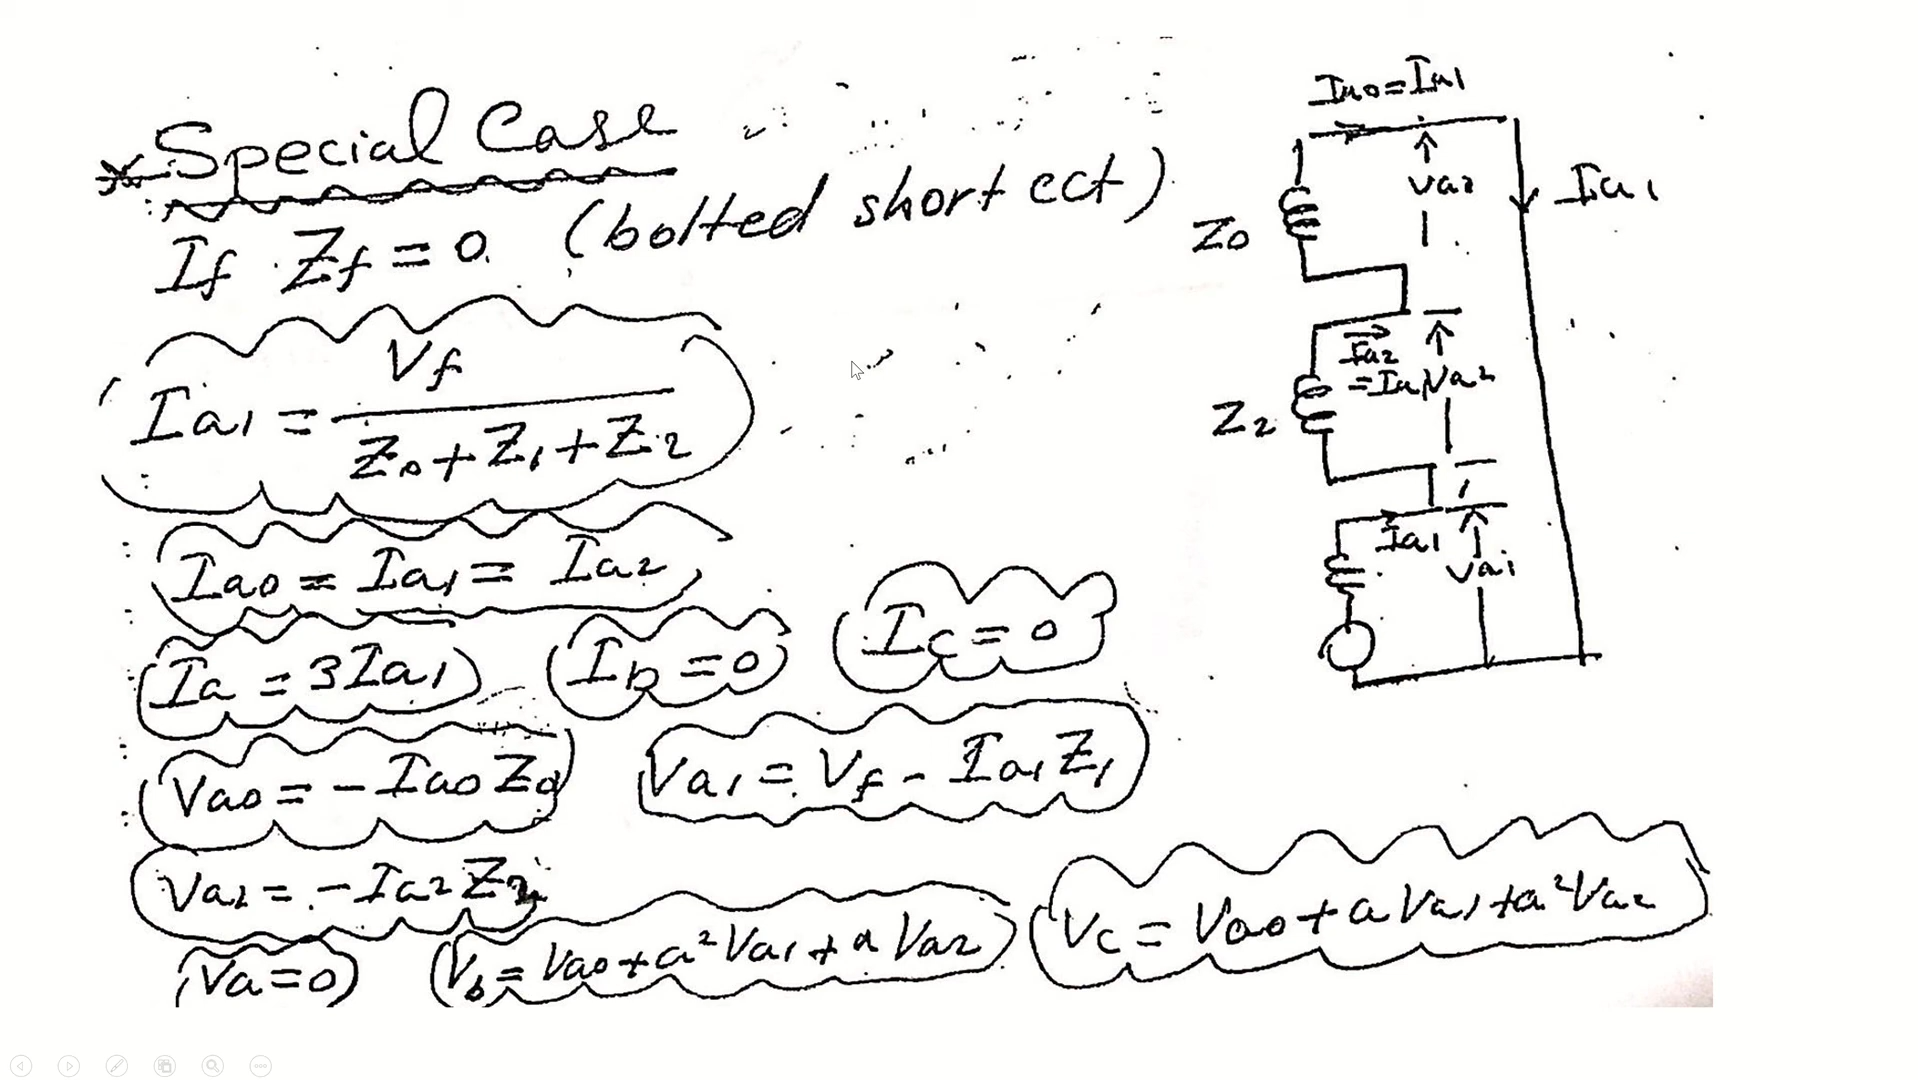 Special Case
If Zf = 0 (bolted short cct)
Ia1 = Vf / Z0 + Z1 + Z2
Ia0 = Ia1 = Ia2
Ia = 3Ia1 Ib = 0 Ic = 0
Va0 = - Ia0 Z0 Va1 = Vf - Ia1 Z1
Va2 = - Ia2 Z2
Va = 0 Vb = Va0 + a²Va1 + a Va2 Vc = Va0 + a Va1 + a²Va2
Ia0 = Ia1
Va2
Ia1
Z0
Ia2
= Ia1 Va2
Z2
Ia1
Va1